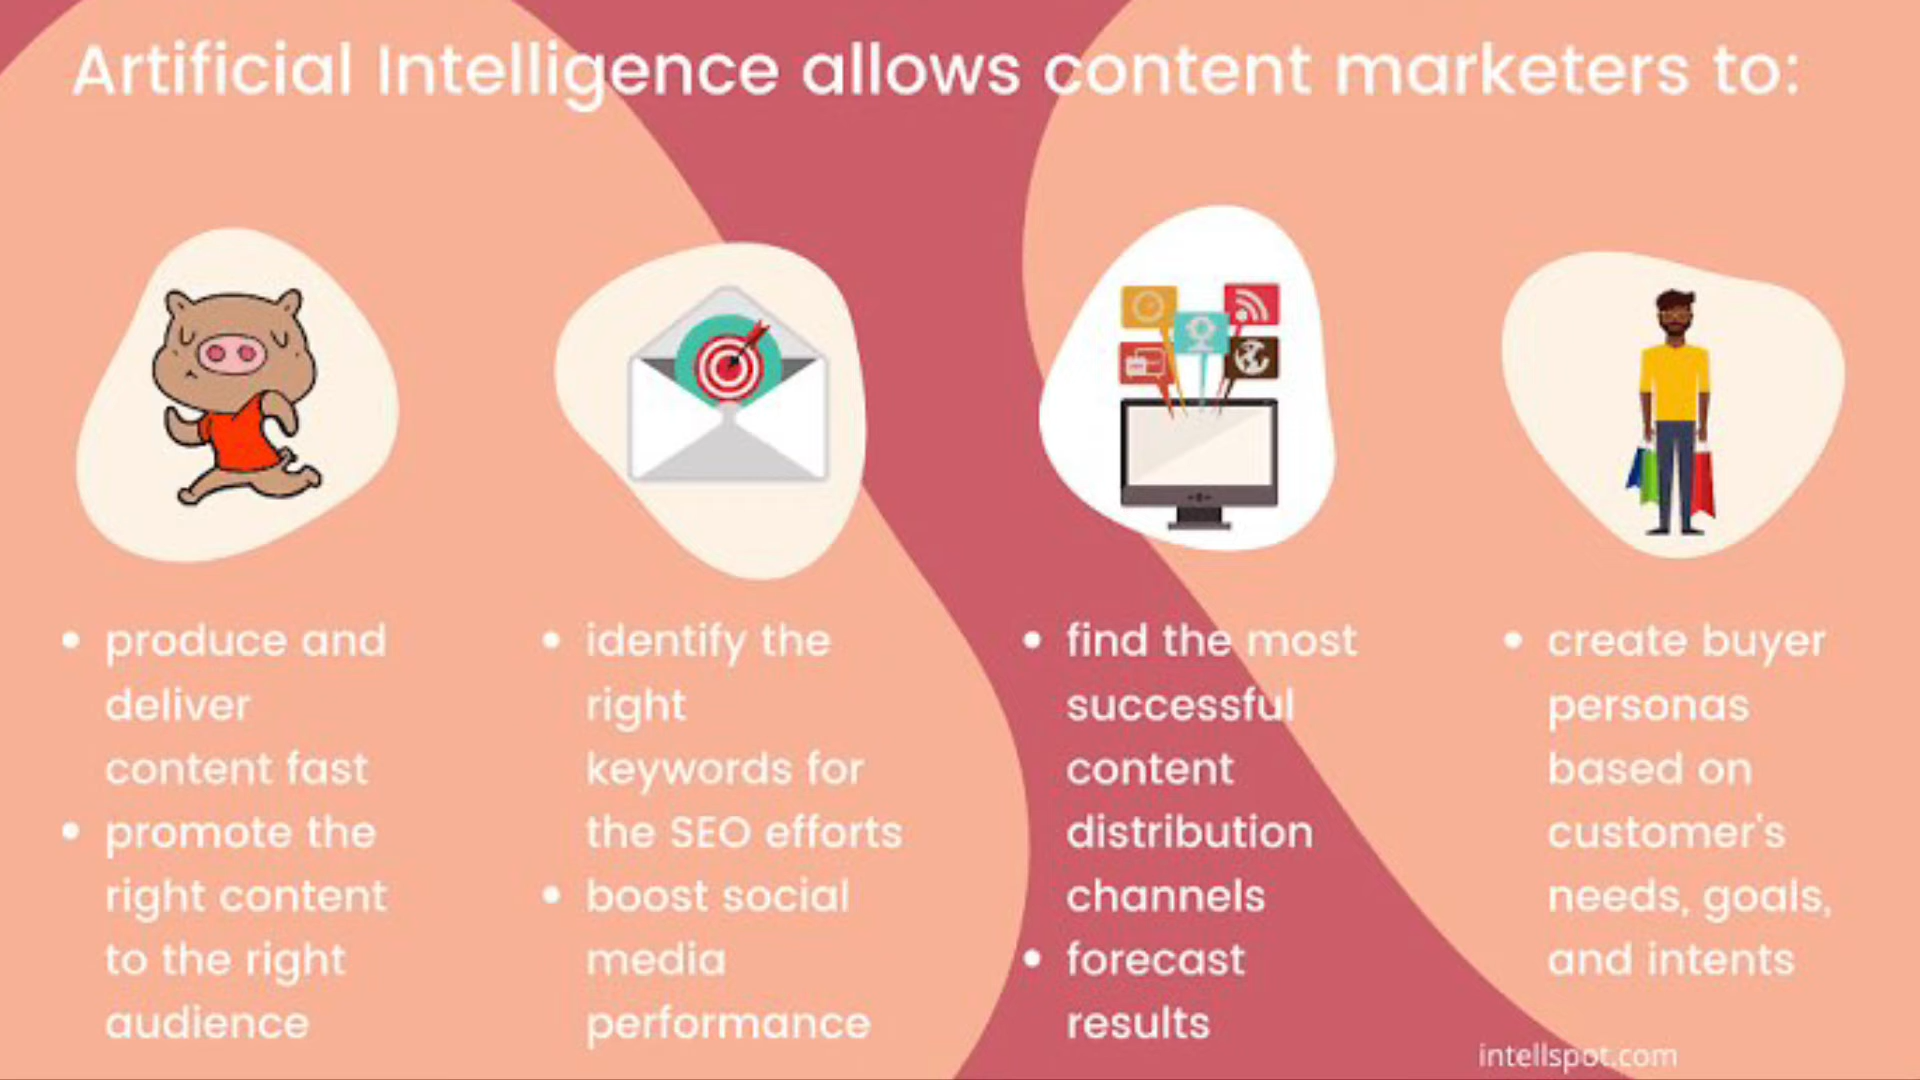 Artificial Intelligence allows content marketers to:
• produce and
deliver
content fast
• promote the
right content
to the right
audience
• identify the
right
keywords for
the SEO efforts
• boost social
media
performance
• find the most
successful
content
distribution
channels
• forecast
results
• create buyer
personas
based on
customer's
needs, goals,
and intents
intellspot.com